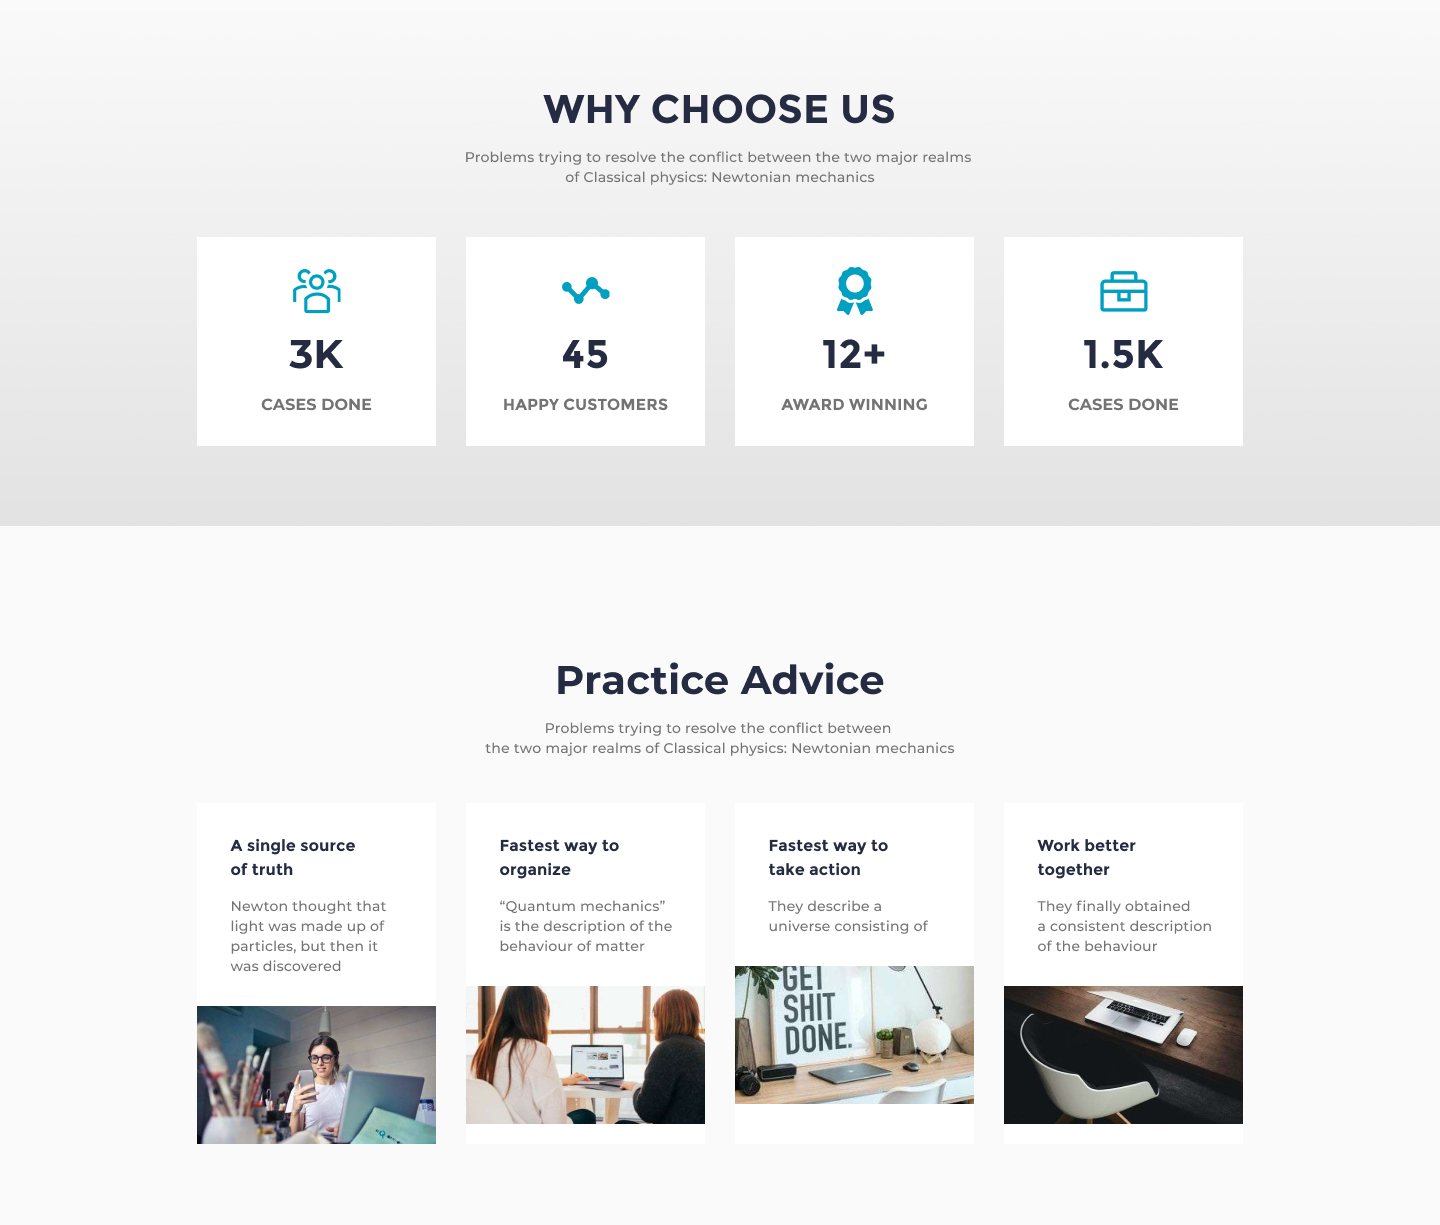 WHY CHOOSE US
Problems trying to resolve the conflict between the two major realms
of Classical physics: Newtonian mechanics
3K
CASES DONE
45
HAPPY CUSTOMERS
12+
AWARD WINNING
1.5K
CASES DONE
Practice Advice
Problems trying to resolve the conflict between
the two major realms of Classical physics: Newtonian mechanics
A single source
of truth
Newton thought that
light was made up of
particles, but then it
was discovered
Fastest way to
organize
“Quantum mechanics”
is the description of the
behaviour of matter
Fastest way to
take action
They describe a
universe consisting of
GET
SHIT
DONE.
Work better
together
They finally obtained
a consistent description
of the behaviour